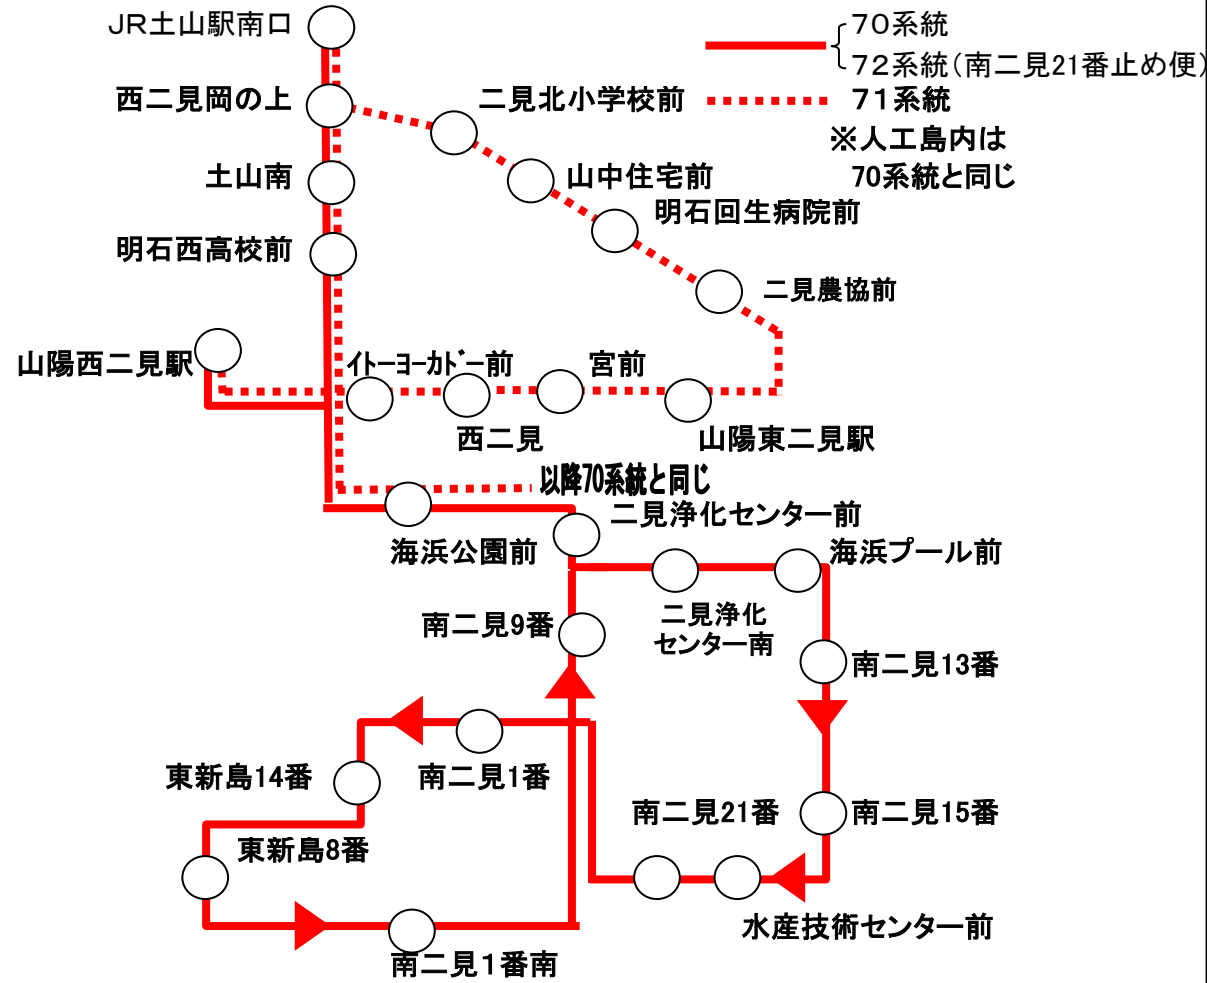 JR土山駅南口
70系統
72系統(南二見21番止め便)
西二見岡の上
二見北小学校前
71系統
※人工島内は
70系統と同じ
土山南
山中住宅前
明石回生病院前
明石西高校前
二見農協前
山陽西二見駅
ｲﾄｰﾖｰｶﾄﾞｰ前
宮前
西二見
山陽東二見駅
以降70系統と同じ
二見浄化センター前
海浜公園前
海浜プール前
南二見9番
二見浄化
センター南
南二見13番
東新島14番
南二見1番
南二見21番
南二見15番
東新島8番
水産技術センター前
南二見１番南